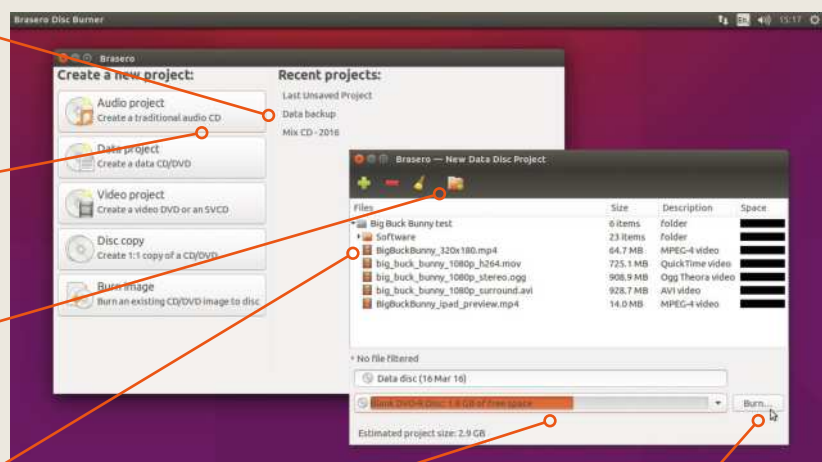 Brasero Disc Burner
En
15:17
Brasero
Create a new project:
Audio project
Create a traditional audio CD
Data project
Create a data CD/DVD
Video project
Create a video DVD or an SVCD
Disc copy
Create 1:1 copy of a CD/DVD
Burn image
Burn an existing CD/DVD image to disc
Recent projects:
Last Unsaved Project
Data backup
Mix CD - 2016
Brasero — New Data Disc Project
Files Size Description Space
Big Buck Bunny test 6 items folder
Software 23 items folder
BigBuckBunny_320x180.mp4 64.7 MB MPEG-4 video
big_buck_bunny_1080p_h264.mov 725.1 MB QuickTime video
big_buck_bunny_1080p_stereo.ogg 908.9 MB Ogg Theora video
big_buck_bunny_1080p_surround.avi 928.7 MB AVI video
BigBuckBunny_ipad_preview.mp4 14.0 MB MPEG-4 video
No file filtered
Data disc (16 Mar 16)
Blank DVD-R Disc: 1.8 GB of free space
Burn...
Estimated project size: 2.9 GB